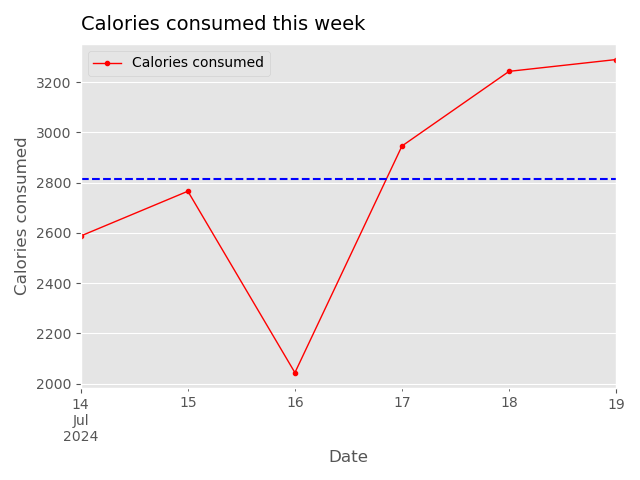 Calories consumed this week
Calories consumed
3200
3000
2800
2600
2400
2200
2000
Calories consumed
14 15 16 17 18 19
Jul
2024
Date